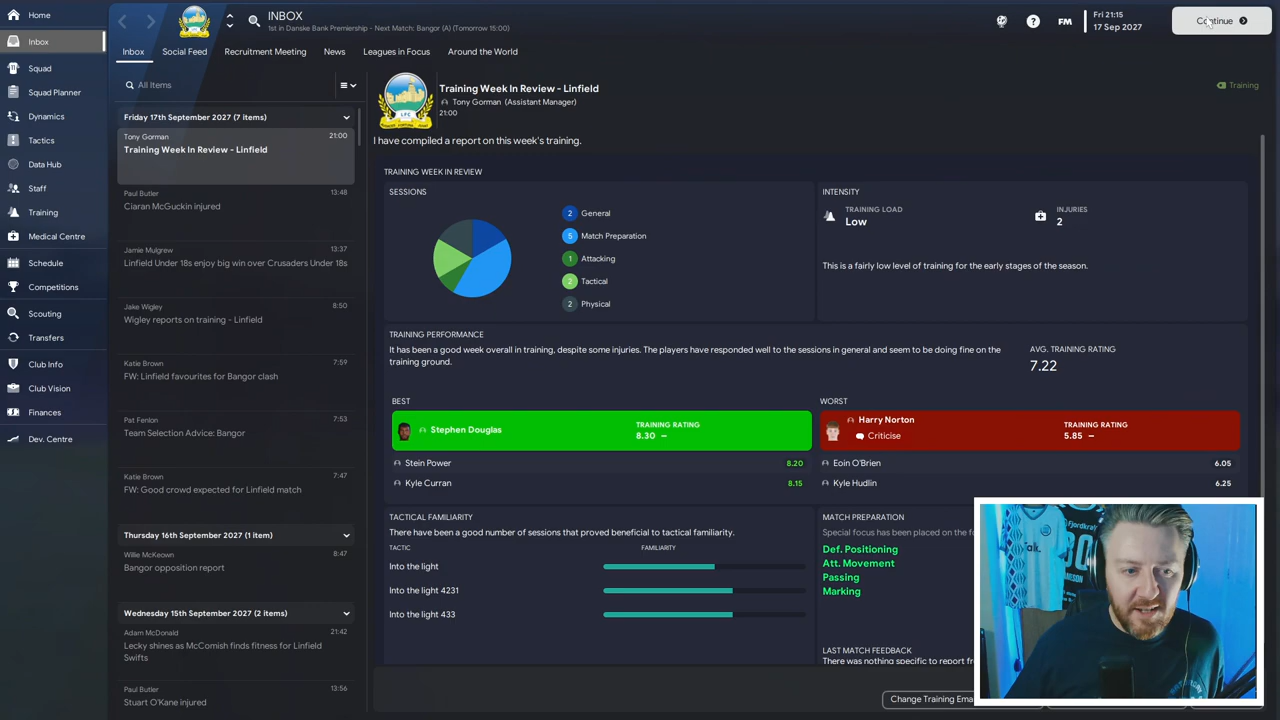 Home
Inbox
Squad
Squad Planner
Dynamics
Tactics
Data Hub
Staff
Training
Medical Centre
Schedule
Competitions
Scouting
Transfers
Club Info
Club Vision
Finances
Dev. Centre
INBOX
1st in Danske Bank Premiership - Next Match: Bangor (A) (Tomorrow 15:00)
FM
Fri 21:15
17 Sep 2027
Continue
Inbox
Social Feed
Recruitment Meeting
News
Leagues in Focus
Around the World
All Items
Friday 17th September 2027 (7 items)
Tony Gorman 21:00
Training Week In Review - Linfield
Paul Butler 13:48
Ciaran McGuckin injured
Jamie Mulgrew 13:37
Linfield Under 18s enjoy big win over Crusaders Under 18s
Jake Wigley 8:50
Wigley reports on training - Linfield
Katie Brown 7:59
FW: Linfield favourites for Bangor clash
Pat Fenlon 7:53
Team Selection Advice: Bangor
Katie Brown 7:47
FW: Good crowd expected for Linfield match
Thursday 16th September 2027 (1 item)
Willie McKeown 8:47
Bangor opposition report
Wednesday 15th September 2027 (2 items)
Adam McDonald 21:42
Lecky shines as McComish finds fitness for Linfield
Swifts
Paul Butler 13:56
Stuart O'Kane injured
Training Week In Review - Linfield
Tony Gorman (Assistant Manager)
21:00
Training
I have compiled a report on this week's training.
TRAINING WEEK IN REVIEW
SESSIONS
2 General
5 Match Preparation
1 Attacking
2 Tactical
2 Physical
INTENSITY
TRAINING LOAD
Low
INJURIES
2
This is a fairly low level of training for the early stages of the season.
TRAINING PERFORMANCE
It has been a good week overall in training, despite some injuries. The players have responded well to the sessions in general and seem to be doing fine on the
training ground.
AVG. TRAINING RATING
7.22
BEST
Stephen Douglas
TRAINING RATING
8.30 –
Stein Power 8.20
Kyle Curran 8.15
WORST
Harry Norton
Criticise
TRAINING RATING
5.85 –
Eoin O'Brien 6.05
Kyle Hudlin 6.25
TACTICAL FAMILIARITY
There have been a good number of sessions that proved beneficial to tactical familiarity.
TACTIC FAMILIARITY
Into the light
Into the light 4231
Into the light 433
MATCH PREPARATION
Special focus has been placed on the
Def. Positioning
Att. Movement
Passing
Marking
LAST MATCH FEEDBACK
There was nothing specific to report
Change Training